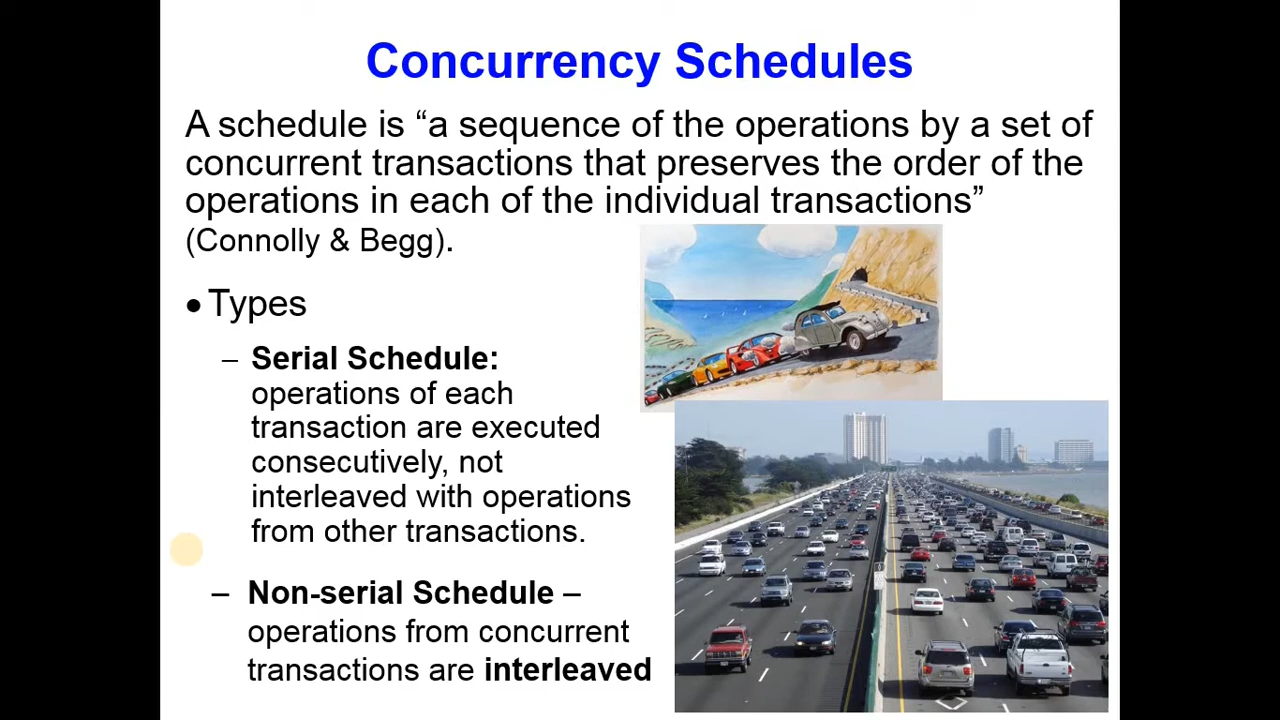 Concurrency Schedules
A schedule is “a sequence of the operations by a set of
concurrent transactions that preserves the order of the
operations in each of the individual transactions”
(Connolly & Begg).
• Types
– Serial Schedule:
operations of each
transaction are executed
consecutively, not
interleaved with operations
from other transactions.
– Non-serial Schedule –
operations from concurrent
transactions are interleaved